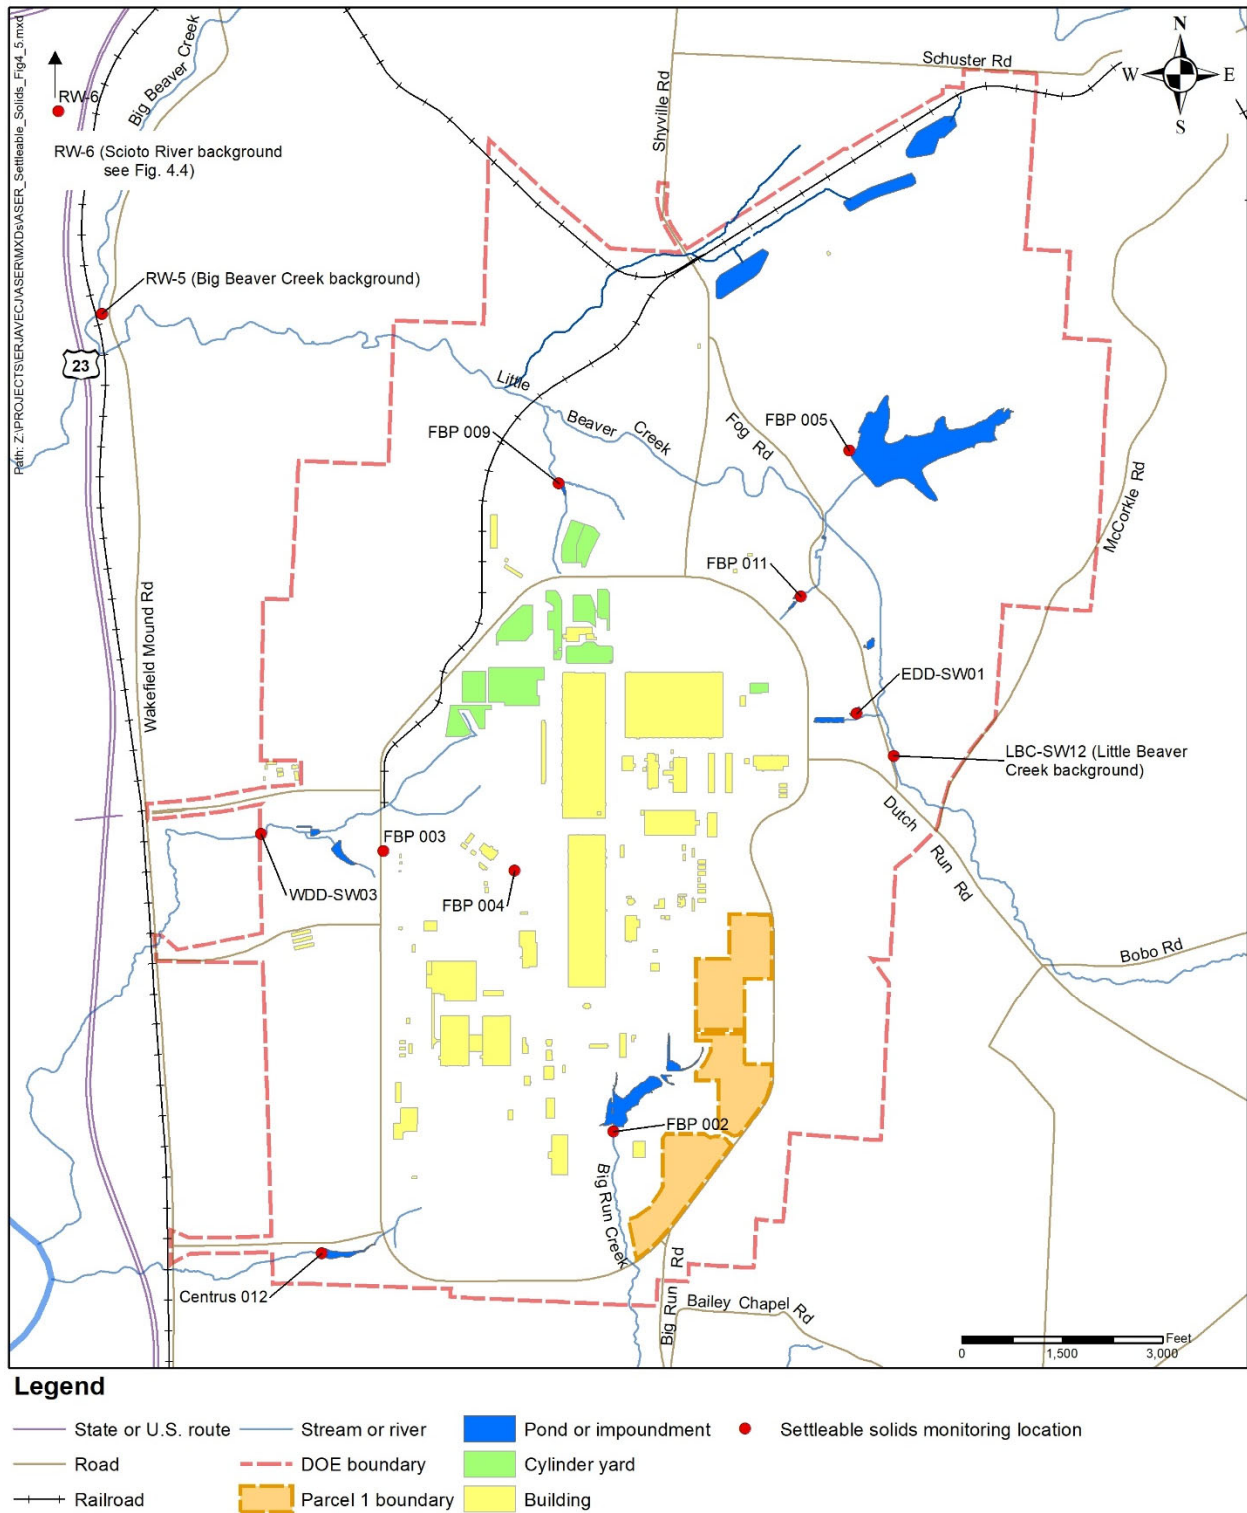 Path: Z:\PROJECTS\ERJAVECJ\ASER\MXDs\ASER_Settleable_Solids_Fig4_5.mxd
N
W
E
S
Big Beaver Creek
RW-6
RW-6 (Scioto River background
see Fig. 4.4)
Schuster Rd
Shyville Rd
RW-5 (Big Beaver Creek background)
23
Little
Beaver
Creek
Fog Rd
FBP 005
FBP 009
McCorkle Rd
FBP 011
Wakefield Mound Rd
EDD-SW01
LBC-SW12 (Little Beaver
Creek background)
Dutch
Run
Rd
FBP 003
WDD-SW03
FBP 004
Bobo Rd
FBP 002
Big Run Creek
Centrus 012
Big Run Rd
Bailey Chapel Rd
Feet
0
1,500
3,000
Legend
State or U.S. route
Stream or river
Pond or impoundment
Settleable solids monitoring location
Road
DOE boundary
Cylinder yard
Railroad
Parcel 1 boundary
Building